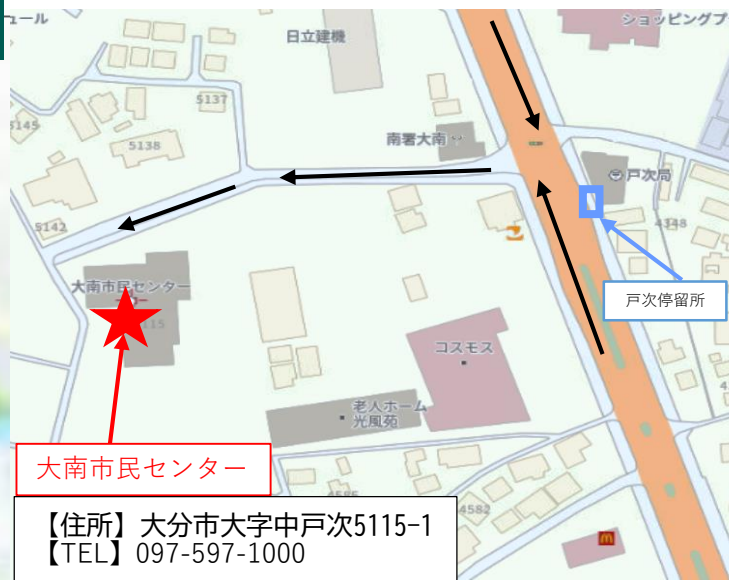 ュール
ショッピングプ
日立建機
5137
5145
5138
南署大南
戸次局
5142
4348
大南市民センター
5115
戸次停留所
コスモス
老人ホーム
光風苑
大南市民センター
4585
4582
【住所】大分市大字中戸次5115-1
【TEL】097-597-1000